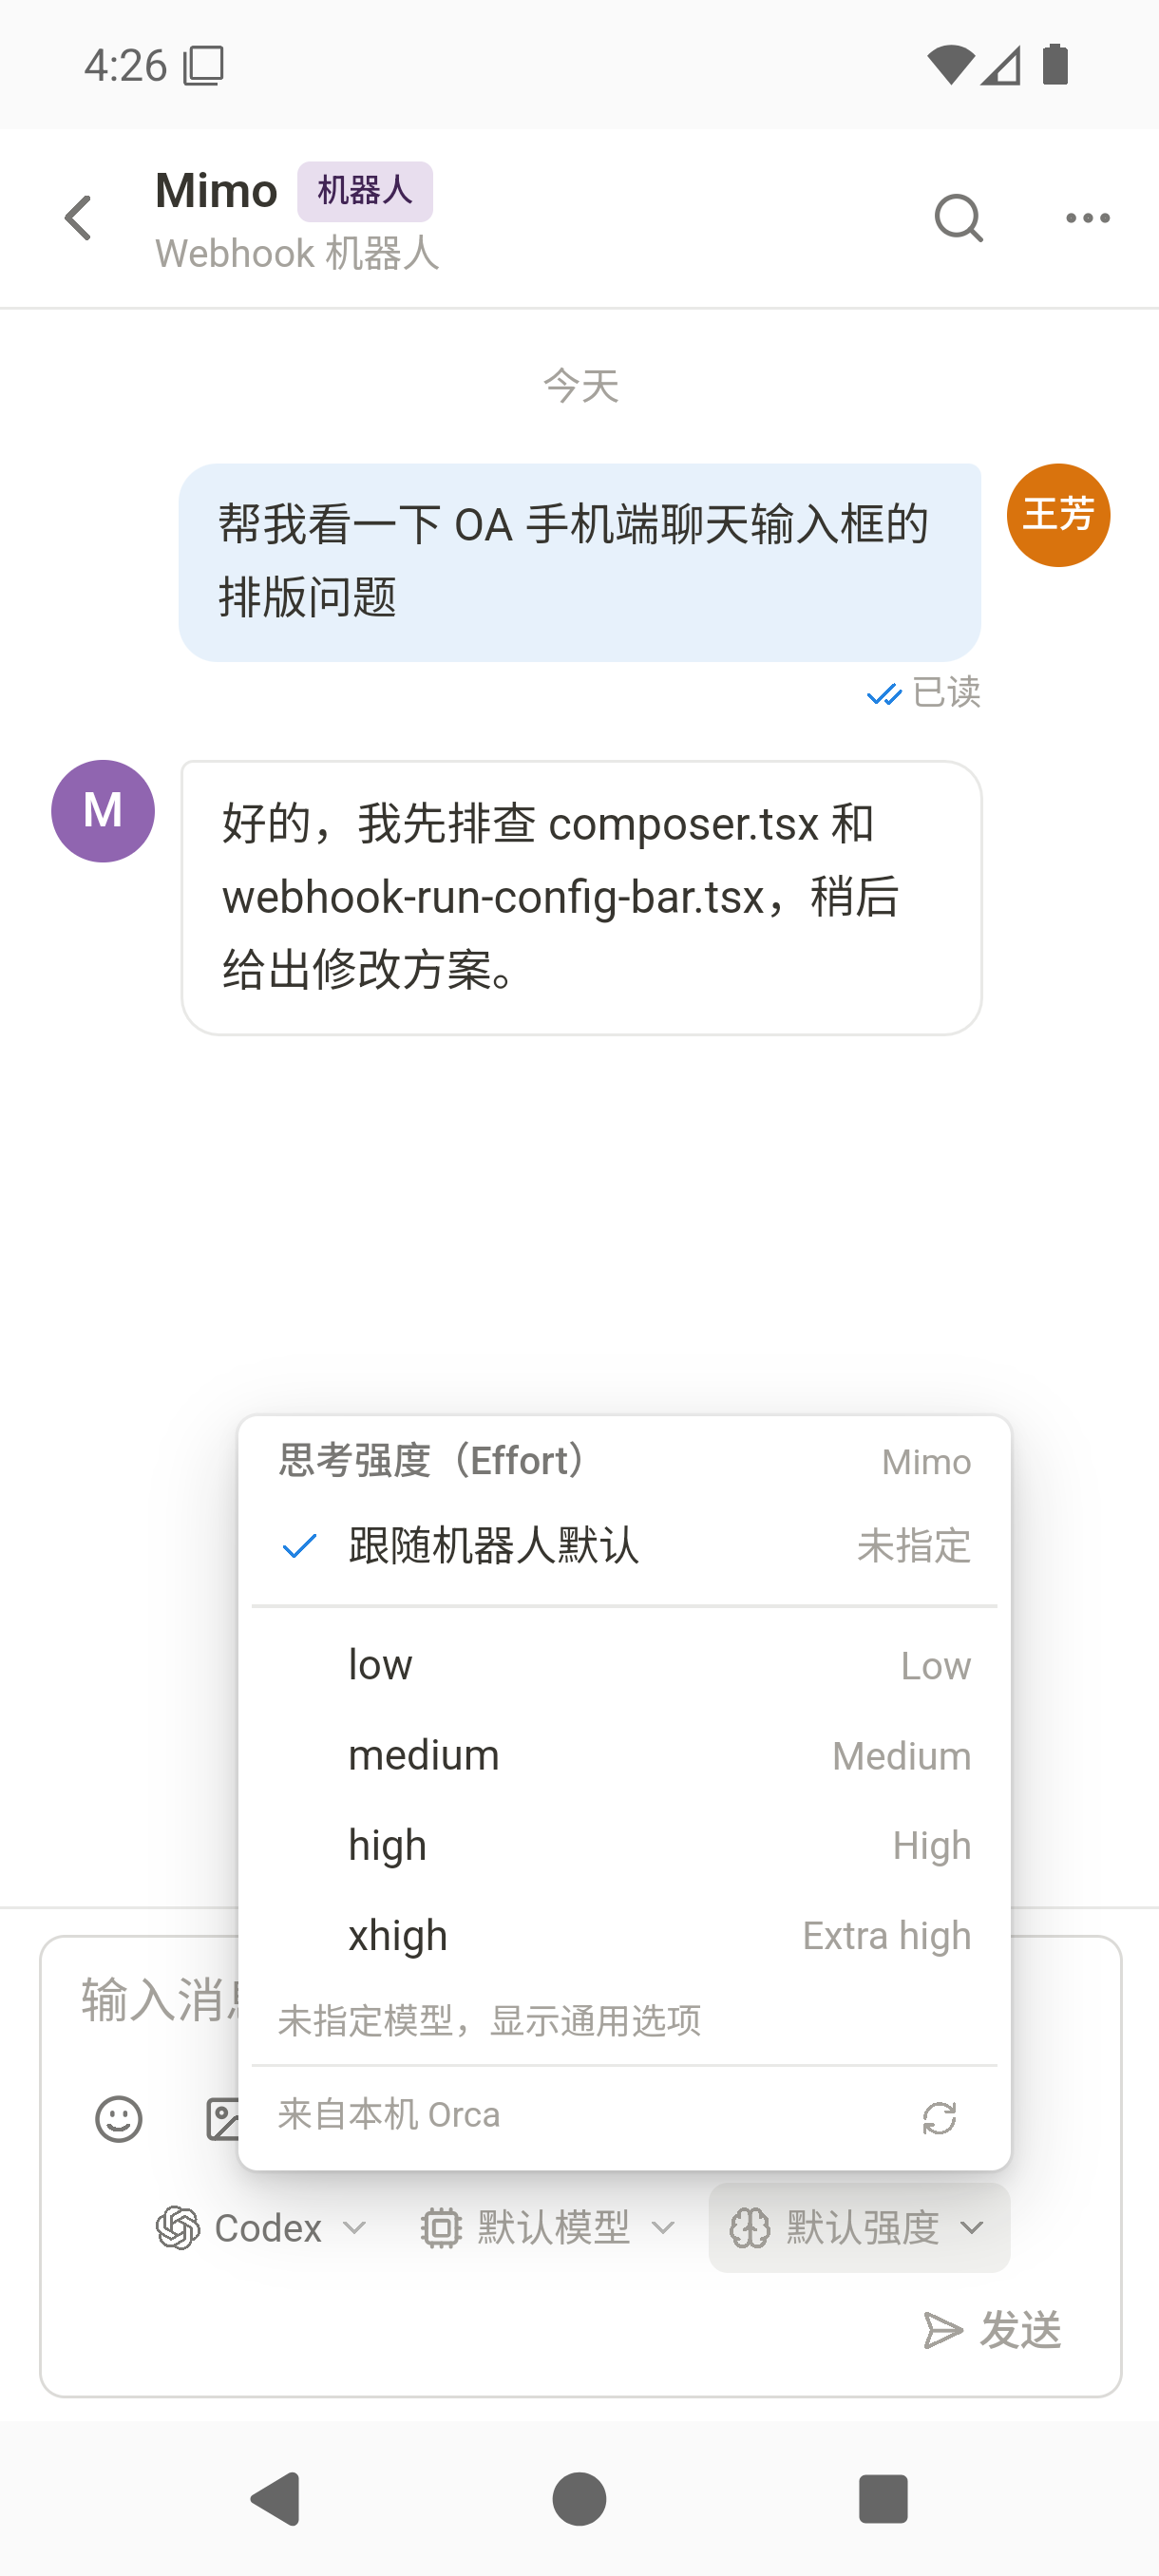 4:26
Mimo 机器人
Webhook 机器人
今天
帮我看一下 OA 手机端聊天输入框的
排版问题
王芳
已读
M
好的，我先排查 composer.tsx 和
webhook-run-config-bar.tsx，稍后
给出修改方案。
思考强度（Effort） Mimo
跟随机器人默认 未指定
low Low
medium Medium
high High
xhigh Extra high
输入消
未指定模型，显示通用选项
来自本机 Orca
Codex 默认模型 默认强度
发送